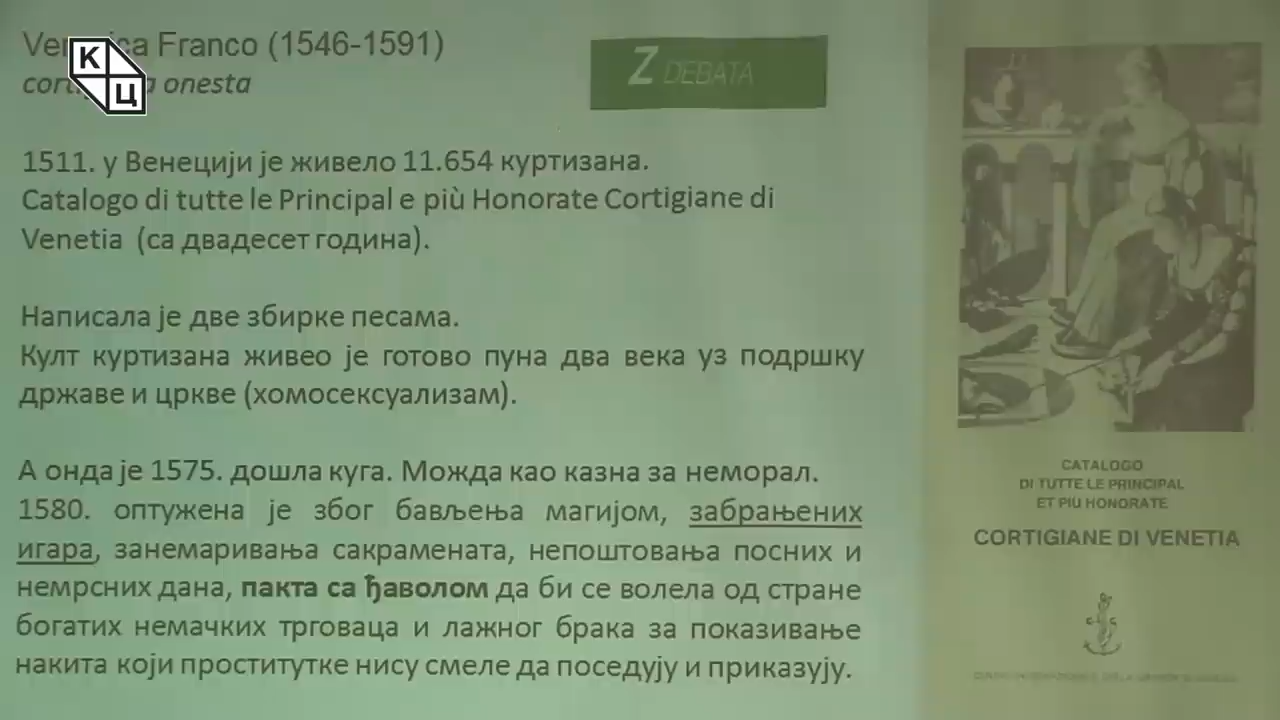 Franco (1546-1591)
onesta
К
Ц
Z DEBATA
1511. у Венецији је живело 11.654 куртизана.
Catalogo di tutte le Principal e più Honorate Cortigiane di
Venetia (са двадесет година).
Написала је две збирке песама.
Култ куртизана живео је готово пуна два века уз подршку
државе и цркве (хомосексуализам).
А онда је 1575. дошла куга. Можда као казна за неморал.
1580. оптужена је због бављења магијом, забрањених
игара, занемаривања сакрамената, непоштовања посних и
немрсних дана, пакта са ђаволом да би се волела од стране
богатих немачких трговаца и лажног брака за показивање
накита који проститутке нису смеле да поседују и приказују.
CATALOGO
DI TUTTE LE PRINCIPAL
ET PIU HONORATE
CORTIGIANE DI VENETIA